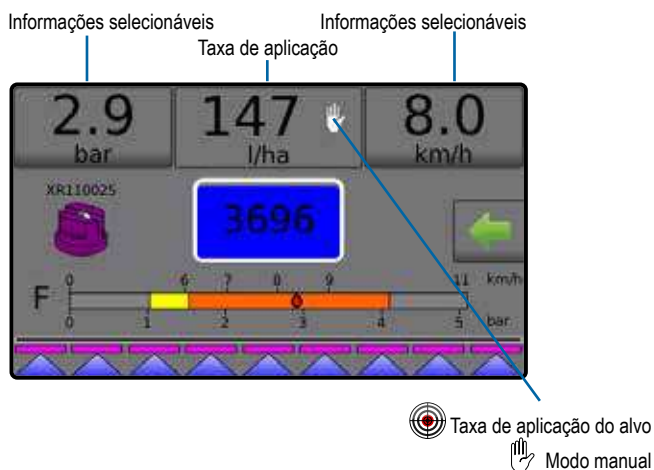 Informações selecionáveis Informações selecionáveis
Taxa de aplicação
2.9 147 8.0
bar l/ha km/h
XR110025
3696
0 6 7 8 9 11 km/h
F
0 1 2 3 4 5 bar
Taxa de aplicação do alvo
Modo manual